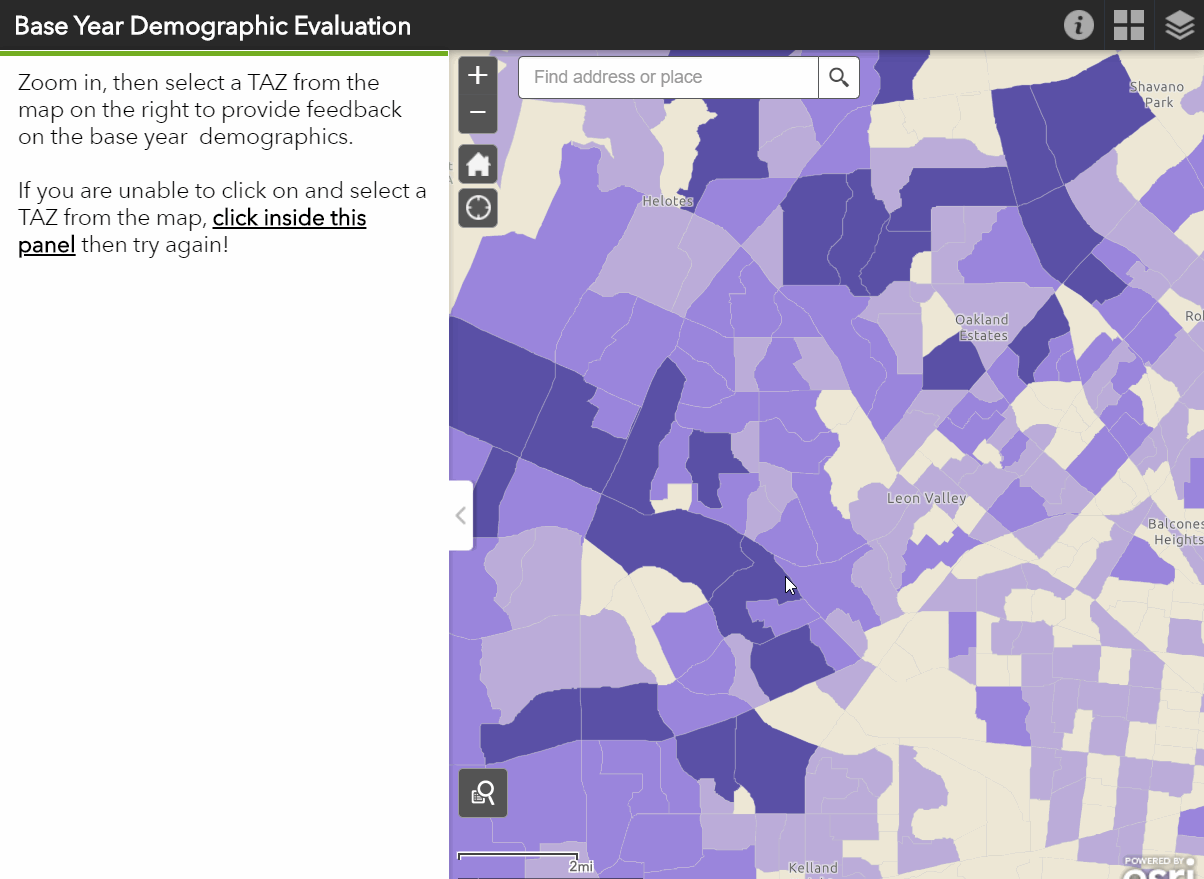 Base Year Demographic Evaluation
Zoom in, then select a TAZ from the
map on the right to provide feedback
on the base year  demographics.
If you are unable to click on and select a
TAZ from the map, click inside this
panel then try again!
+
Find address or place
−
Shavano
Park
Helotes
Oakland
Estates
Leon Valley
Balcones
Heights
2mi
Kelland
POWERED BY
esri